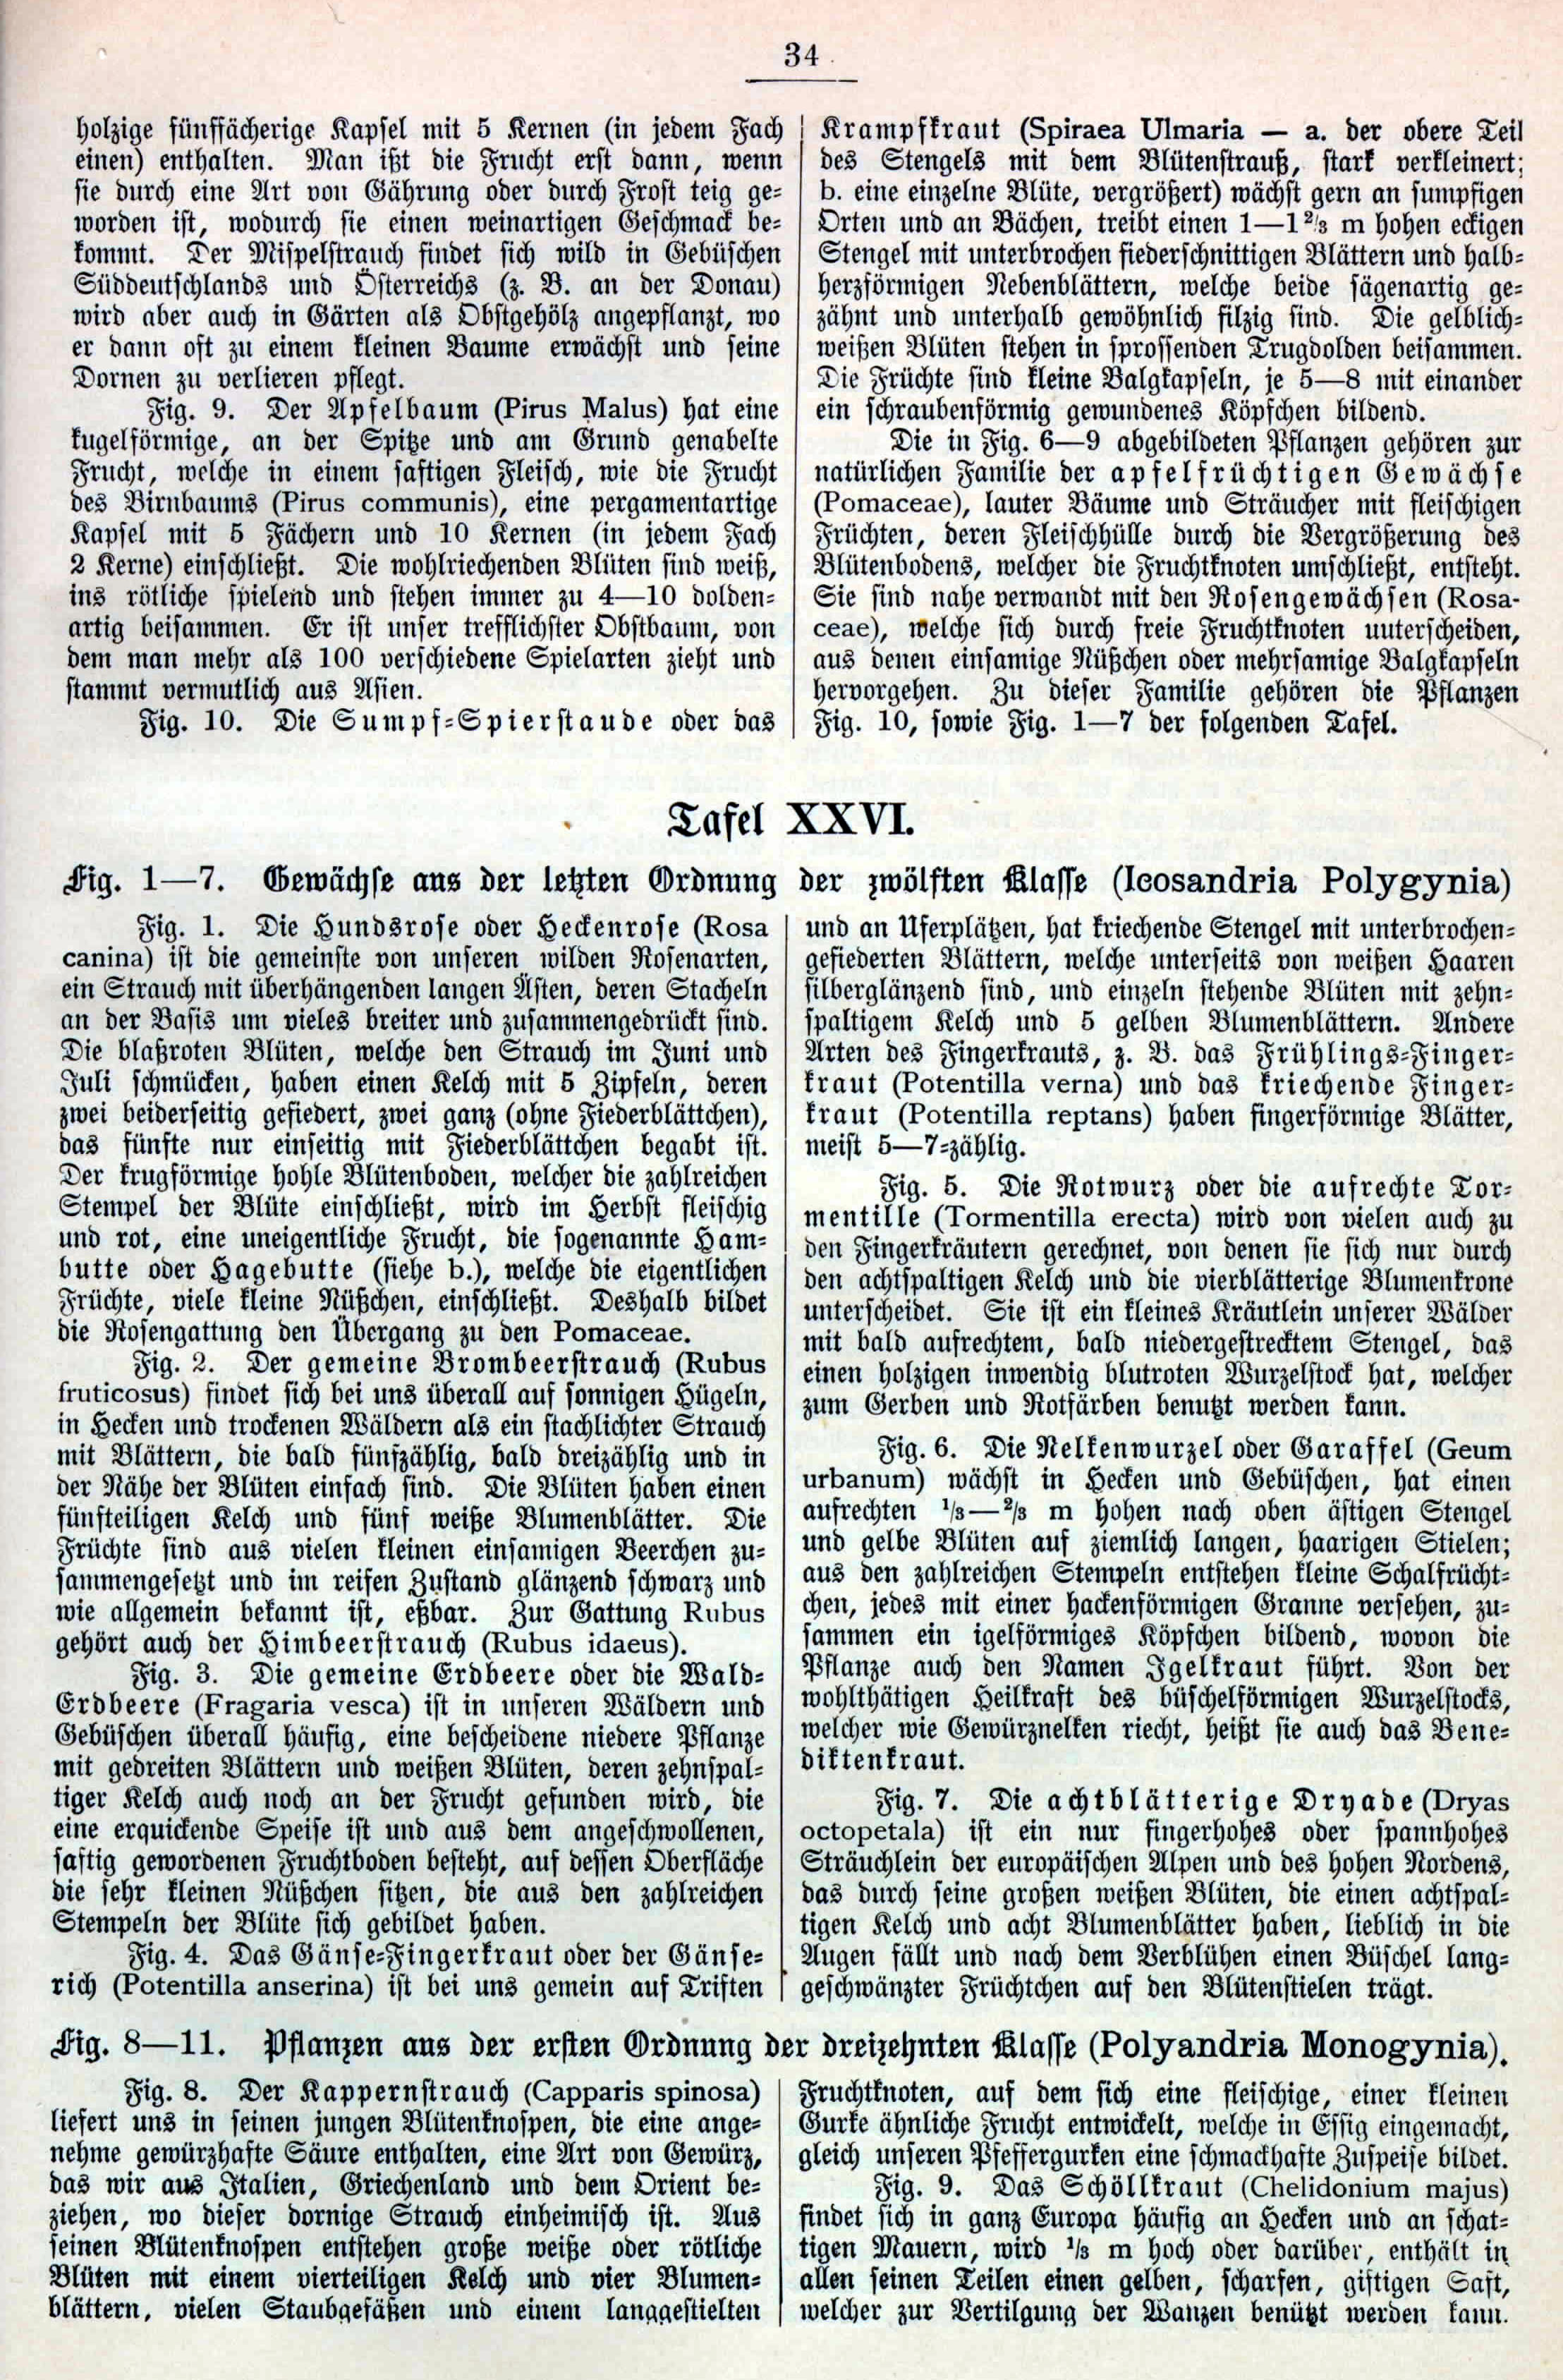 34
holzige fünffächerige Kapsel mit 5 Kernen (in jedem Fach
einen) enthalten. Man ißt die Frucht erst dann, wenn
sie durch eine Art von Gährung oder durch Frost teig ge-
worden ist, wodurch sie einen weinartigen Geschmack be-
kommt. Der Mispelstrauch findet sich wild in Gebüschen
Süddeutschlands und Österreichs (z. B. an der Donau)
wird aber auch in Gärten als Obstgehölz angepflanzt, wo
er dann oft zu einem kleinen Baume erwächst und seine
Dornen zu verlieren pflegt.
Fig. 9. Der Apfelbaum (Pirus Malus) hat eine
kugelförmige, an der Spitze und am Grund genabelte
Frucht, welche in einem saftigen Fleisch, wie die Frucht
des Birnbaums (Pirus communis), eine pergamentartige
Kapsel mit 5 Fächern und 10 Kernen (in jedem Fach
2 Kerne) einschließt. Die wohlriechenden Blüten sind weiß,
ins rötliche spielend und stehen immer zu 4—10 dolden-
artig beisammen. Er ist unser trefflichster Obstbaum, von
dem man mehr als 100 verschiedene Spielarten zieht und
stammt vermutlich aus Asien.
Fig. 10. Die Sumpf-Spierstaude oder das
Krampfkraut (Spiraea Ulmaria — a. der obere Teil
des Stengels mit dem Blütenstrauß, stark verkleinert;
b. eine einzelne Blüte, vergrößert) wächst gern an sumpfigen
Orten und an Bächen, treibt einen 1—1 2/3 m hohen eckigen
Stengel mit unterbrochen fiederschnittigen Blättern und halb-
herzförmigen Nebenblättern, welche beide sägenartig ge-
zähnt und unterhalb gewöhnlich filzig sind. Die gelblich-
weißen Blüten stehen in sprossenden Trugdolden beisammen.
Die Früchte sind kleine Balgkapseln, je 5—8 mit einander
ein schraubenförmig gewundenes Köpfchen bildend.
Die in Fig. 6—9 abgebildeten Pflanzen gehören zur
natürlichen Familie der apfelfrüchtigen Gewächse
(Pomaceae), lauter Bäume und Sträucher mit fleischigen
Früchten, deren Fleischhülle durch die Vergrößerung des
Blütenbodens, welcher die Fruchtknoten umschließt, entsteht.
Sie sind nahe verwandt mit den Rosengewächsen (Rosa-
ceae), welche sich durch freie Fruchtknoten unterscheiden,
aus denen einsamige Nüßchen oder mehrsamige Balgkapseln
hervorgehen. Zu dieser Familie gehören die Pflanzen
Fig. 10, sowie Fig. 1—7 der folgenden Tafel.
Tafel XXVI.
Fig. 1—7. Gewächse aus der letzten Ordnung der zwölften Klasse (Icosandria Polygynia)
Fig. 1. Die Hundsrose oder Heckenrose (Rosa
canina) ist die gemeinste von unseren wilden Rosenarten,
ein Strauch mit überhängenden langen Ästen, deren Stacheln
an der Basis um vieles breiter und zusammengedrückt sind.
Die blaßroten Blüten, welche den Strauch im Juni und
Juli schmücken, haben einen Kelch mit 5 Zipfeln, deren
zwei beiderseitig gefiedert, zwei ganz (ohne Fiederblättchen),
das fünfte nur einseitig mit Fiederblättchen begabt ist.
Der krugförmige hohle Blütenboden, welcher die zahlreichen
Stempel der Blüte einschließt, wird im Herbst fleischig
und rot, eine uneigentliche Frucht, die sogenannte Ham-
butte oder Hagebutte (siehe b.), welche die eigentlichen
Früchte, viele kleine Nüßchen, einschließt. Deshalb bildet
die Rosengattung den Übergang zu den Pomaceae.
Fig. 2. Der gemeine Brombeerstrauch (Rubus
fruticosus) findet sich bei uns überall auf sonnigen Hügeln,
in Hecken und trockenen Wäldern als ein stachlichter Strauch
mit Blättern, die bald fünfzählig, bald dreizählig und in
der Nähe der Blüten einfach sind. Die Blüten haben einen
fünfteiligen Kelch und fünf weiße Blumenblätter. Die
Früchte sind aus vielen kleinen einsamigen Beerchen zu-
sammengesetzt und im reifen Zustand glänzend schwarz und
wie allgemein bekannt ist, eßbar. Zur Gattung Rubus
gehört auch der Himbeerstrauch (Rubus idaeus).
Fig. 3. Die gemeine Erdbeere oder die Wald-
Erdbeere (Fragaria vesca) ist in unseren Wäldern und
Gebüschen überall häufig, eine bescheidene niedere Pflanze
mit gedreiten Blättern und weißen Blüten, deren zehnspal-
tiger Kelch auch noch an der Frucht gefunden wird, die
eine erquickende Speise ist und aus dem angeschwollenen,
saftig gewordenen Fruchtboden besteht, auf dessen Oberfläche
die sehr kleinen Nüßchen sitzen, die aus den zahlreichen
Stempeln der Blüte sich gebildet haben.
Fig. 4. Das Gänse-Fingerkraut oder der Gänse-
rich (Potentilla anserina) ist bei uns gemein auf Triften
und an Uferplätzen, hat kriechende Stengel mit unterbrochen-
gefiederten Blättern, welche unterseits von weißen Haaren
silberglänzend sind, und einzeln stehende Blüten mit zehn-
spaltigem Kelch und 5 gelben Blumenblättern. Andere
Arten des Fingerkrauts, z. B. das Frühlings-Finger-
kraut (Potentilla verna) und das kriechende Finger-
kraut (Potentilla reptans) haben fingerförmige Blätter,
meist 5—7-zählig.
Fig. 5. Die Rotwurz oder die aufrechte Tor-
mentille (Tormentilla erecta) wird von vielen auch zu
den Fingerkräutern gerechnet, von denen sie sich nur durch
den achtspaltigen Kelch und die vierblätterige Blumenkrone
unterscheidet. Sie ist ein kleines Kräutlein unserer Wälder
mit bald aufrechtem, bald niedergestrecktem Stengel, das
einen holzigen inwendig blutroten Wurzelstock hat, welcher
zum Gerben und Rotfärben benutzt werden kann.
Fig. 6. Die Nelkenwurzel oder Garaffel (Geum
urbanum) wächst in Hecken und Gebüschen, hat einen
aufrechten 1/3—2/3 m hohen nach oben ästigen Stengel
und gelbe Blüten auf ziemlich langen, haarigen Stielen;
aus den zahlreichen Stempeln entstehen kleine Schalfrücht-
chen, jedes mit einer hackenförmigen Granne versehen, zu-
sammen ein igelförmiges Köpfchen bildend, wovon die
Pflanze auch den Namen Igelkraut führt. Von der
wohlthätigen Heilkraft des büschelförmigen Wurzelstocks,
welcher wie Gewürznelken riecht, heißt sie auch das Bene-
diktenkraut.
Fig. 7. Die achtblätterige Dryade (Dryas
octopetala) ist ein nur fingerhohes oder spannhohes
Sträuchlein der europäischen Alpen und des hohen Nordens,
das durch seine großen weißen Blüten, die einen achtspal-
tigen Kelch und acht Blumenblätter haben, lieblich in die
Augen fällt und nach dem Verblühen einen Büschel lang-
geschwänzter Früchtchen auf den Blütenstielen trägt.
Fig. 8—11. Pflanzen aus der ersten Ordnung der dreizehnten Klasse (Polyandria Monogynia).
Fig. 8. Der Kappernstrauch (Capparis spinosa)
liefert uns in seinen jungen Blütenknospen, die eine ange-
nehme gewürzhafte Säure enthalten, eine Art von Gewürz,
das wir aus Italien, Griechenland und dem Orient be-
ziehen, wo dieser dornige Strauch einheimisch ist. Aus
seinen Blütenknospen entstehen große weiße oder rötliche
Blüten mit einem vierteiligen Kelch und vier Blumen-
blättern, vielen Staubgefäßen und einem langgestielten
Fruchtknoten, auf dem sich eine fleischige, einer kleinen
Gurke ähnliche Frucht entwickelt, welche in Essig eingemacht,
gleich unseren Pfeffergurken eine schmackhafte Zuspeise bildet.
Fig. 9. Das Schöllkraut (Chelidonium majus)
findet sich in ganz Europa häufig an Hecken und an schat-
tigen Mauern, wird 1/3 m hoch oder darüber, enthält in
allen seinen Teilen einen gelben, scharfen, giftigen Saft,
welcher zur Vertilgung der Wanzen benützt werden kann.